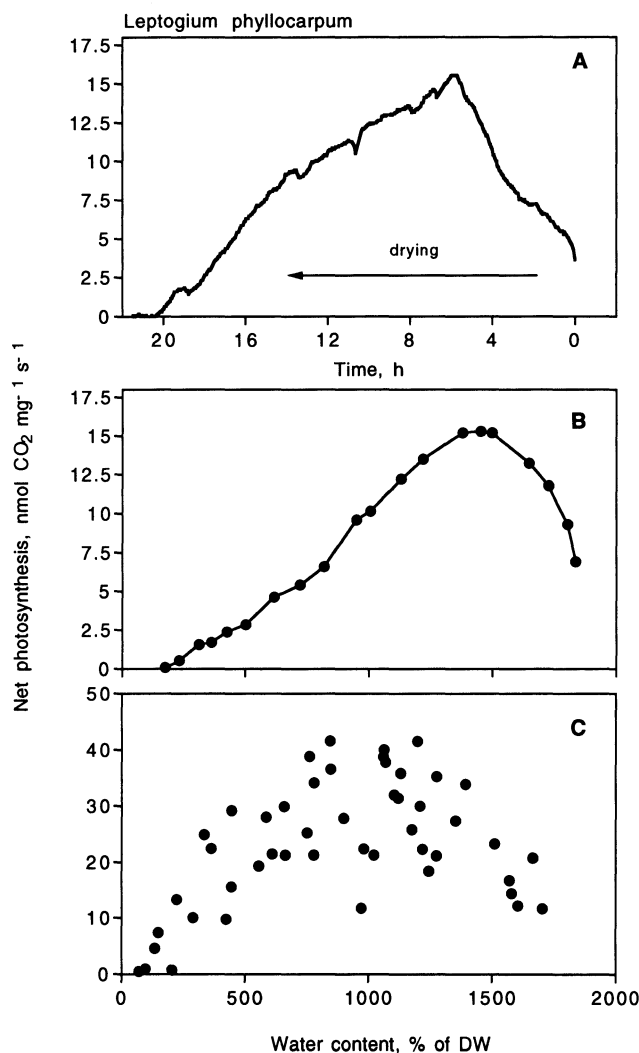 Leptogium phyllocarpum
17.5
A
15
12.5
10
7.5
5
2.5
0
drying
20 16 12 8 4 0
Time, h
Net photosynthesis, nmol CO2 mg-1 s-1
17.5
B
15
12.5
10
7.5
5
2.5
0
50
C
40
30
20
10
0
0 500 1000 1500 2000
Water content, % of DW